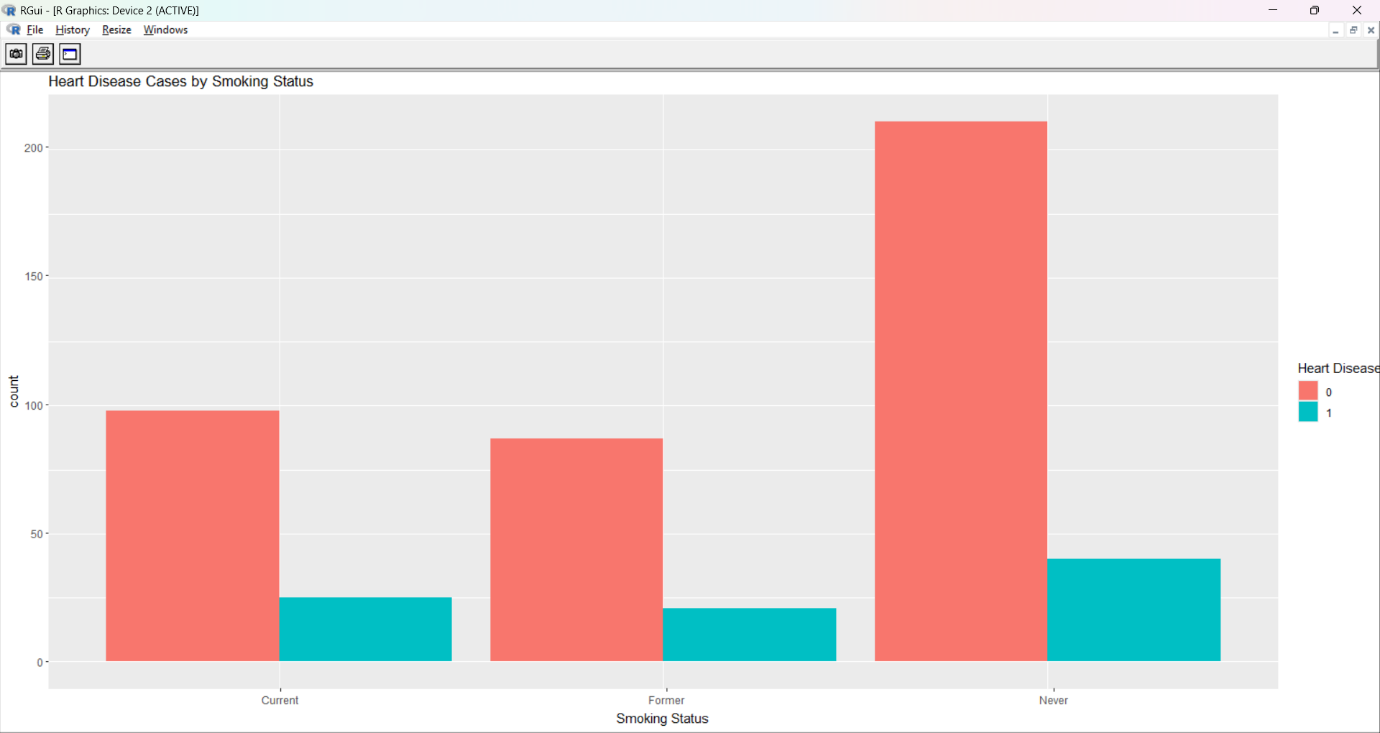 RGui - [R Graphics: Device 2 (ACTIVE)]
File History Resize Windows
Heart Disease Cases by Smoking Status
200
150
100
50
0
count
Current Former Never
Smoking Status
Heart Disease
0
1